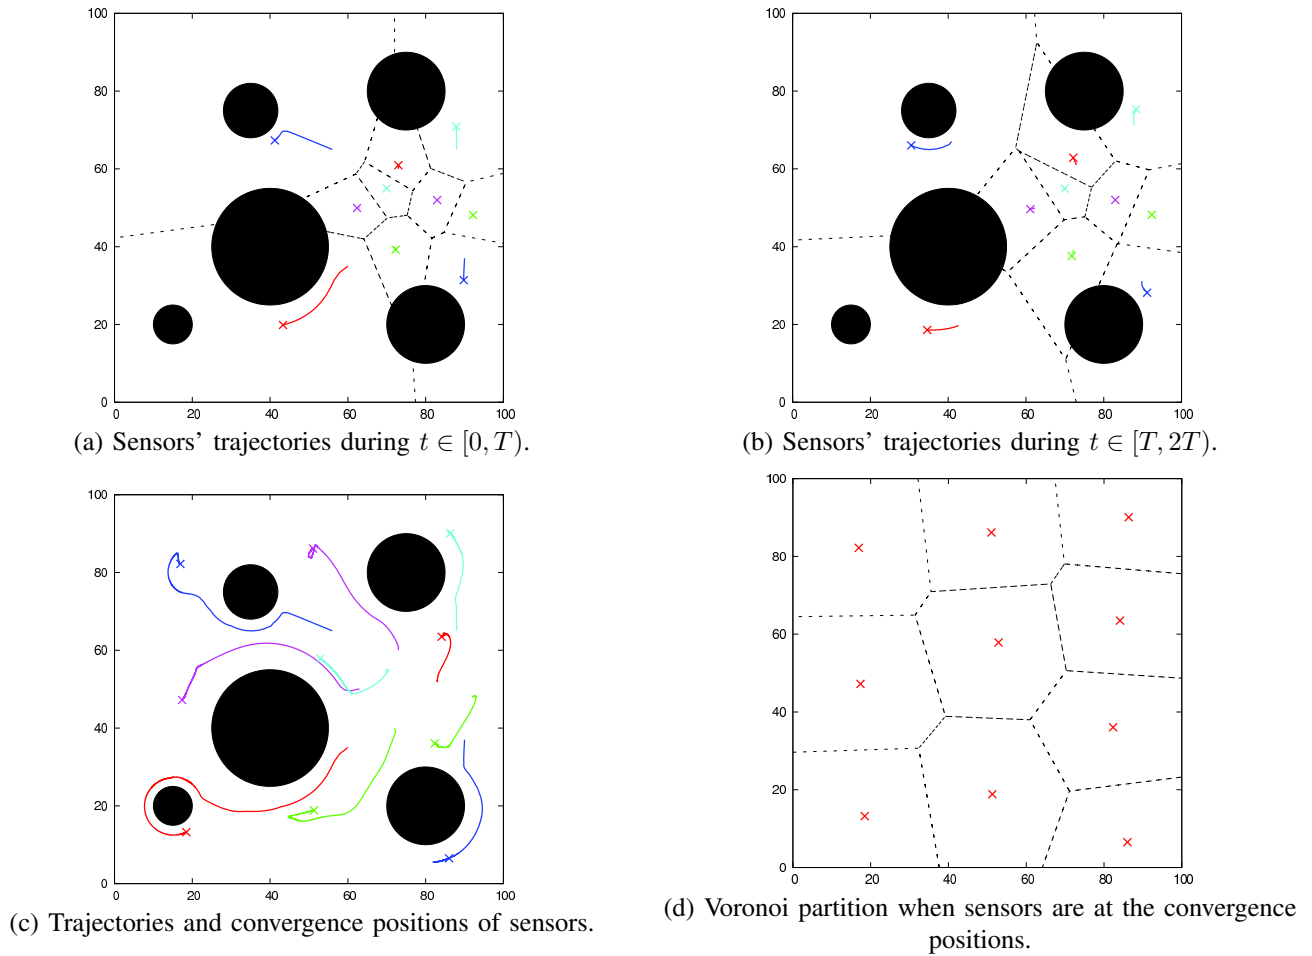 100
80
60
40
20
0
0 20 40 60 80 100
(a) Sensors' trajectories during t ∈ [0, T).
100
80
60
40
20
0
0 20 40 60 80 100
(b) Sensors' trajectories during t ∈ [T, 2T).
100
80
60
40
20
0
0 20 40 60 80 100
(c) Trajectories and convergence positions of sensors.
100
80
60
40
20
0
0 20 40 60 80 100
(d) Voronoi partition when sensors are at the convergence
positions.